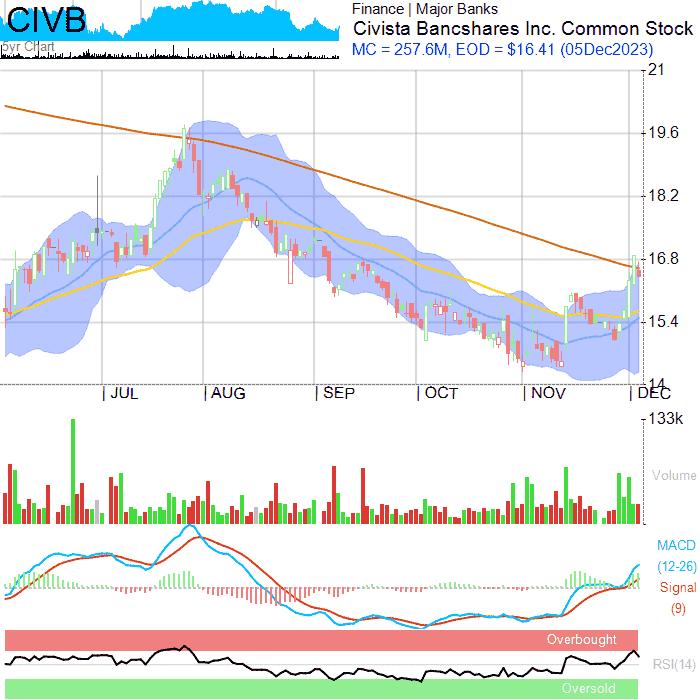 CIVB
5yr Chart
Finance | Major Banks
Civista Bancshares Inc. Common Stock
MC = 257.6M, EOD = $16.41 (05Dec2023)
21
19.6
18.2
16.8
15.4
14
JUL AUG SEP OCT NOV DEC
133k
Volume
MACD
(12-26)
Signal
(9)
Overbought
RSI(14)
Oversold